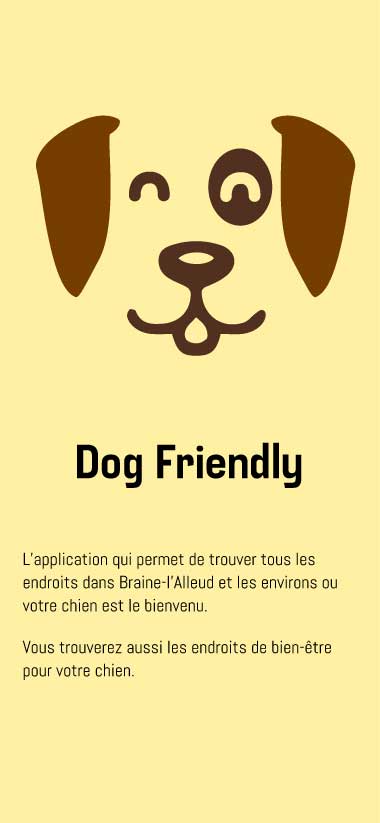 Dog Friendly
L'application qui permet de trouver tous les
endroits dans Braine-l'Alleud et les environs ou
votre chien est le bienvenu.
Vous trouverez aussi les endroits de bien-être
pour votre chien.